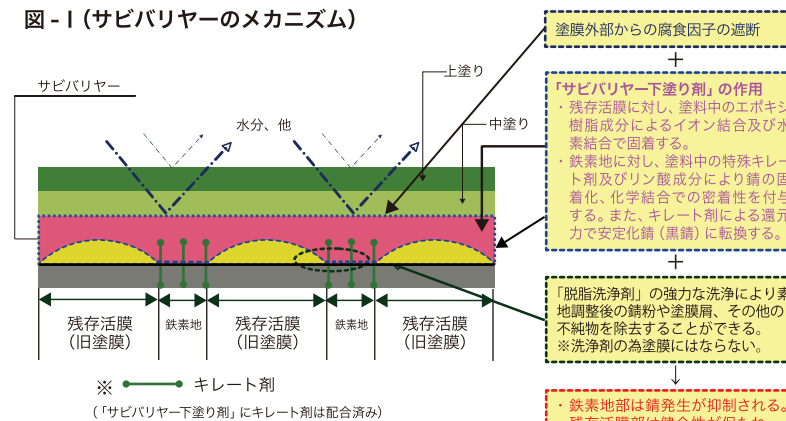 図 - 1（サビバリヤーのメカニズム）
サビバリヤー
水分、他
上塗り
中塗り
残存活膜
（旧塗膜）
鉄素地
残存活膜
（旧塗膜）
鉄素地
残存活膜
（旧塗膜）
※ キレート剤
（「サビバリヤー下塗り剤」にキレート剤は配合済み）
塗膜外部からの腐食因子の遮断
＋
「サビバリヤー下塗り剤」の作用
・残存活膜に対し、塗料中のエポキシ
樹脂成分によるイオン結合及び水
素結合で固着する。
・鉄素地に対し、塗料中の特殊キレー
ト剤及びリン酸成分により錆の固
着化、化学結合での密着性を付与
する。また、キレート剤による還元
力で安定化錆（黒錆）に転換する。
＋
「脱脂洗浄剤」の強力な洗浄により素
地調整後の錆粉や塗膜屑、その他の
不純物を除去することができる。
※洗浄剤の為塗膜にはならない。
↓
・鉄素地部は錆発生が抑制される。